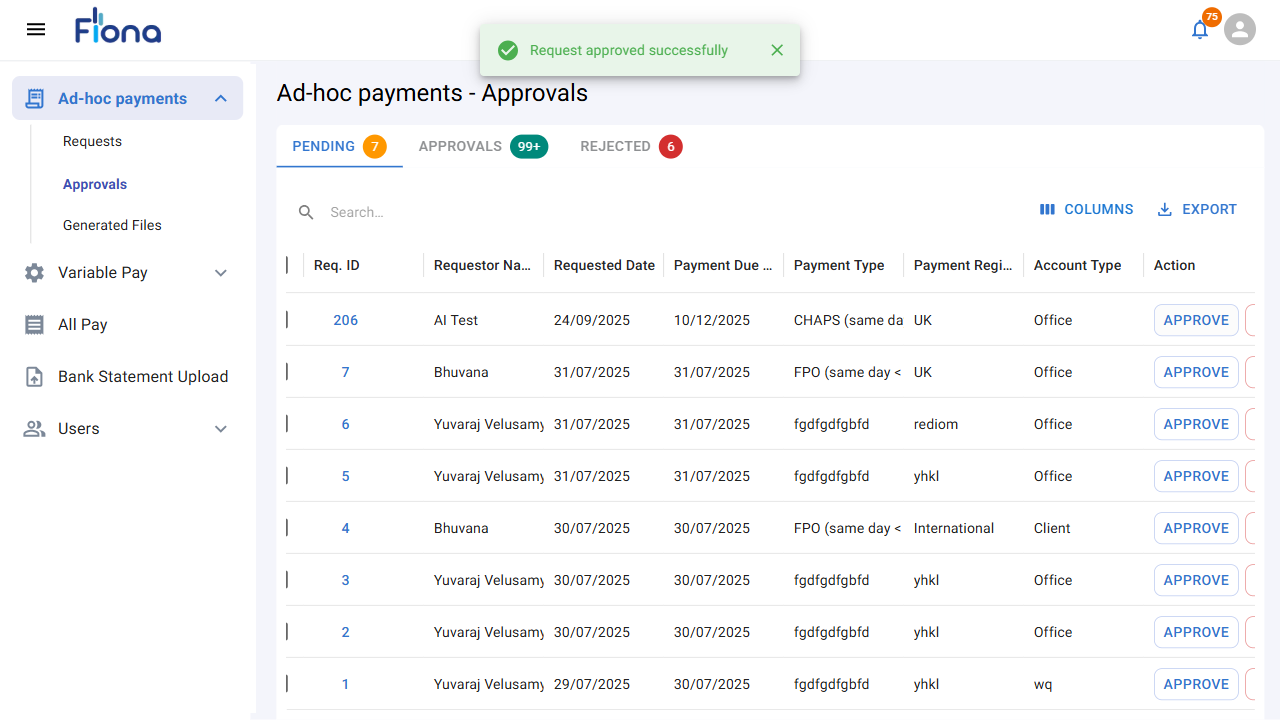 Fiona
Request approved successfully
75
Ad-hoc payments
Requests
Approvals
Generated Files
Variable Pay
All Pay
Bank Statement Upload
Users
Ad-hoc payments - Approvals
PENDING 7 APPROVALS 99+ REJECTED 6
Search…
COLUMNS EXPORT
Req. ID Requestor Na... Requested Date Payment Due ... Payment Type Payment Regi... Account Type Action
206 AI Test 24/09/2025 10/12/2025 CHAPS (same da UK Office APPROVE
7 Bhuvana 31/07/2025 31/07/2025 FPO (same day < UK Office APPROVE
6 Yuvaraj Velusamy 31/07/2025 31/07/2025 fgdfgdfgbfd rediom Office APPROVE
5 Yuvaraj Velusamy 31/07/2025 31/07/2025 fgdfgdfgbfd yhkl Office APPROVE
4 Bhuvana 30/07/2025 30/07/2025 FPO (same day < International Client APPROVE
3 Yuvaraj Velusamy 30/07/2025 30/07/2025 fgdfgdfgbfd yhkl Office APPROVE
2 Yuvaraj Velusamy 30/07/2025 30/07/2025 fgdfgdfgbfd yhkl Office APPROVE
1 Yuvaraj Velusamy 29/07/2025 30/07/2025 fgdfgdfgbfd yhkl wq APPROVE